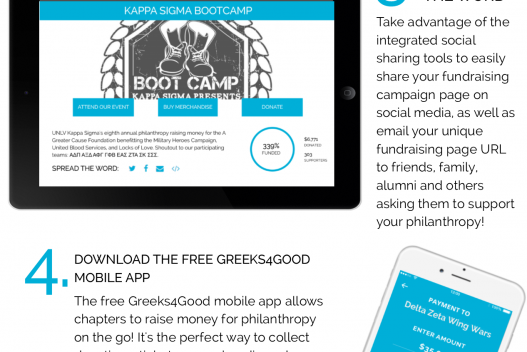 KAPPA SIGMA BOOTCAMP
BOOT CAMP
KAPPA SIGMA PRESENTS
ATTEND OUR EVENT
BUY MERCHANDISE
DONATE
UNLV Kappa Sigma's eighth annual philanthropy raising money for the A
Greater Cause Foundation benefitting the Military Heroes Campaign,
United Blood Services, and Locks of Love. Shoutout to our participating
teams: ΑΔΠ ΑΞΔ ΑΦΓ ΓΦΒ ΕΑΣ ΖΤΑ ΣΚ ΣΣΣ.
339%
FUNDED
$6,771
DONATED
303
SUPPORTERS
SPREAD THE WORD:
THE WORD
Take advantage of the
integrated social
sharing tools to easily
share your fundraising
campaign page on
social media, as well as
email your unique
fundraising page URL
to friends, family,
alumni and others
asking them to support
your philanthropy!
4.
DOWNLOAD THE FREE GREEKS4GOOD
MOBILE APP
The free Greeks4Good mobile app allows
chapters to raise money for philanthropy
on the go! It's the perfect way to collect
PAYMENT TO
Delta Zeta Wing Wars
ENTER AMOUNT